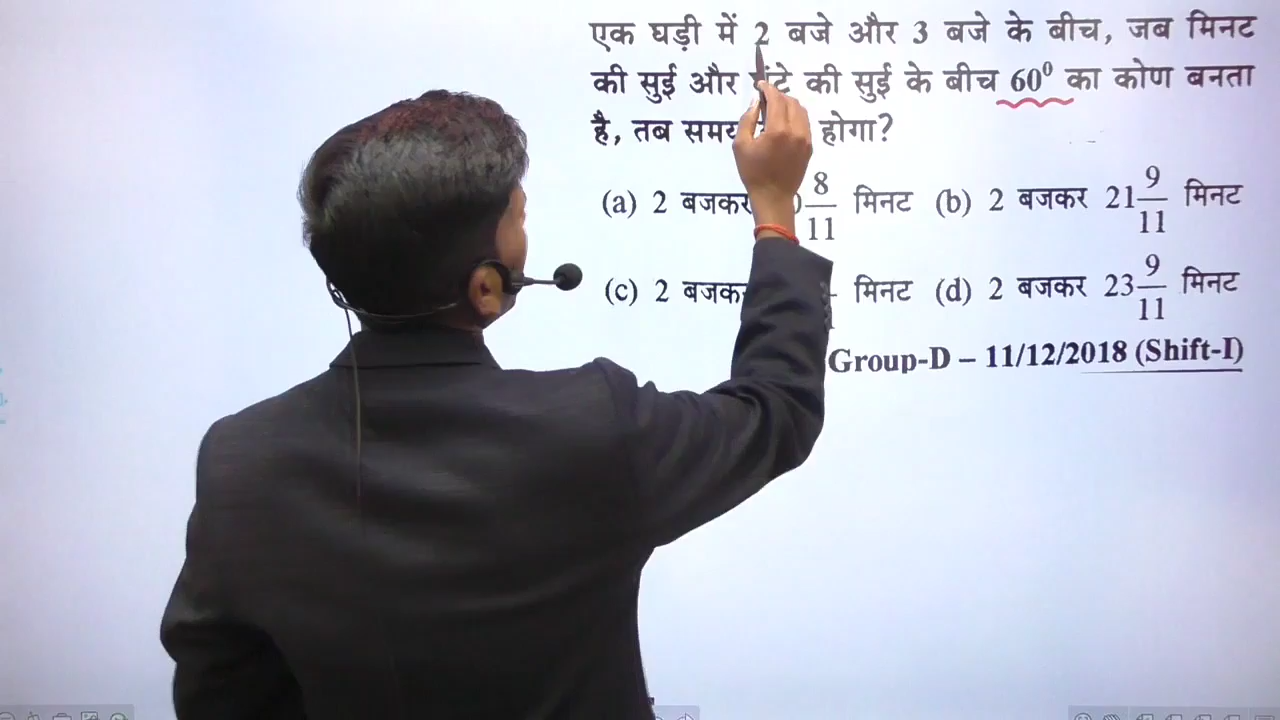 एक घड़ी में 2 बजे और 3 बजे के बीच, जब मिनट
की सुई और घंटे की सुई के बीच 60⁰ का कोण बनता
है, तब समय होगा?
(a) 2 बजकर 8/11 मिनट (b) 2 बजकर 21 9/11 मिनट
(c) 2 बजकर मिनट (d) 2 बजकर 23 9/11 मिनट
Group-D – 11/12/2018 (Shift-I)